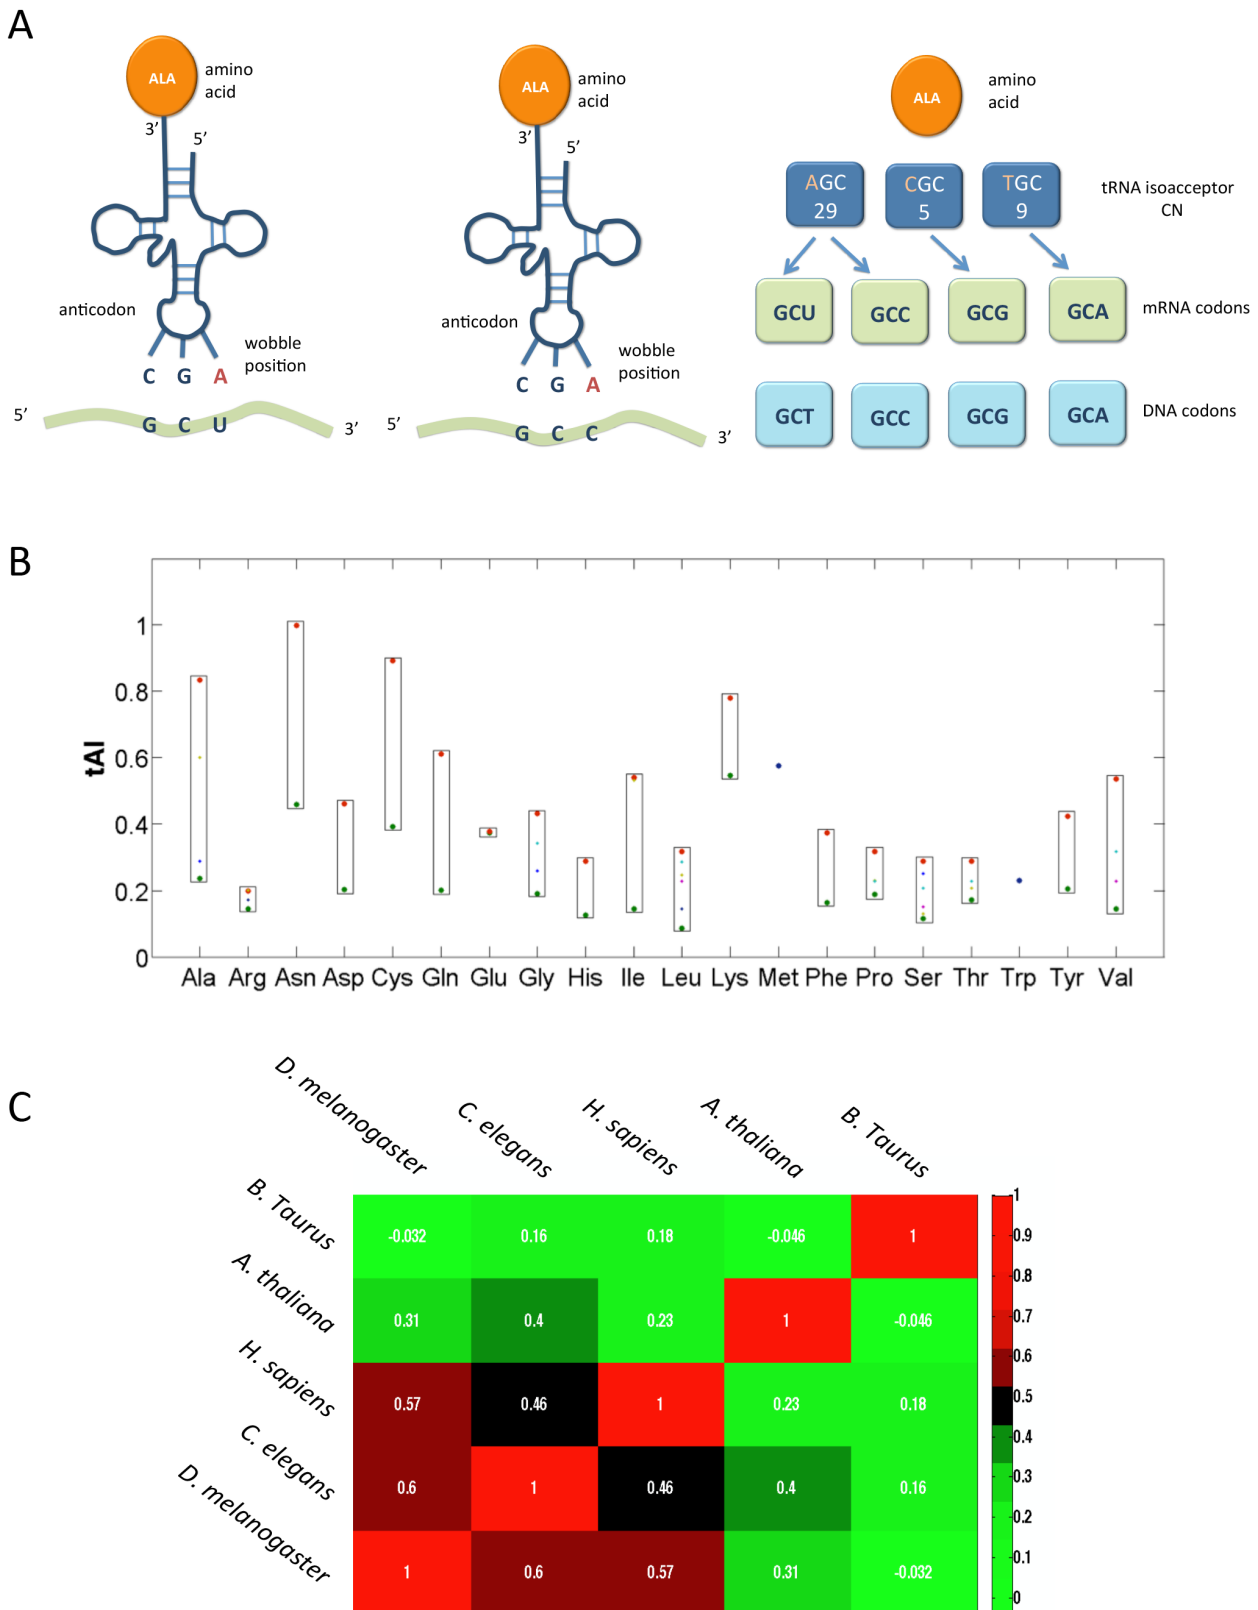 A
ALA
amino
acid
3’
5’
anticodon
wobble
position
C G A
5’
G C U
3’
ALA
amino
acid
3’
5’
anticodon
wobble
position
C G A
5’
G C C
3’
ALA
amino
acid
AGC
29
CGC
5
TGC
9
tRNA isoacceptor
CN
GCU GCC GCG GCA mRNA codons
GCT GCC GCG GCA DNA codons
B
tAI
1
0.8
0.6
0.4
0.2
0
Ala Arg Asn Asp Cys Gln Glu Gly His Ile Leu Lys Met Phe Pro Ser Thr Trp Tyr Val
C
D. melanogaster
C. elegans
H. sapiens
A. thaliana
B. Taurus
B. Taurus
A. thaliana
H. sapiens
C. elegans
D. melanogaster
-0.032 0.16 0.18 -0.046 1
0.31 0.4 0.23 1 -0.046
0.57 0.46 1 0.23 0.18
0.6 1 0.46 0.4 0.16
1 0.6 0.57 0.31 -0.032
1
0.9
0.8
0.7
0.6
0.5
0.4
0.3
0.2
0.1
0